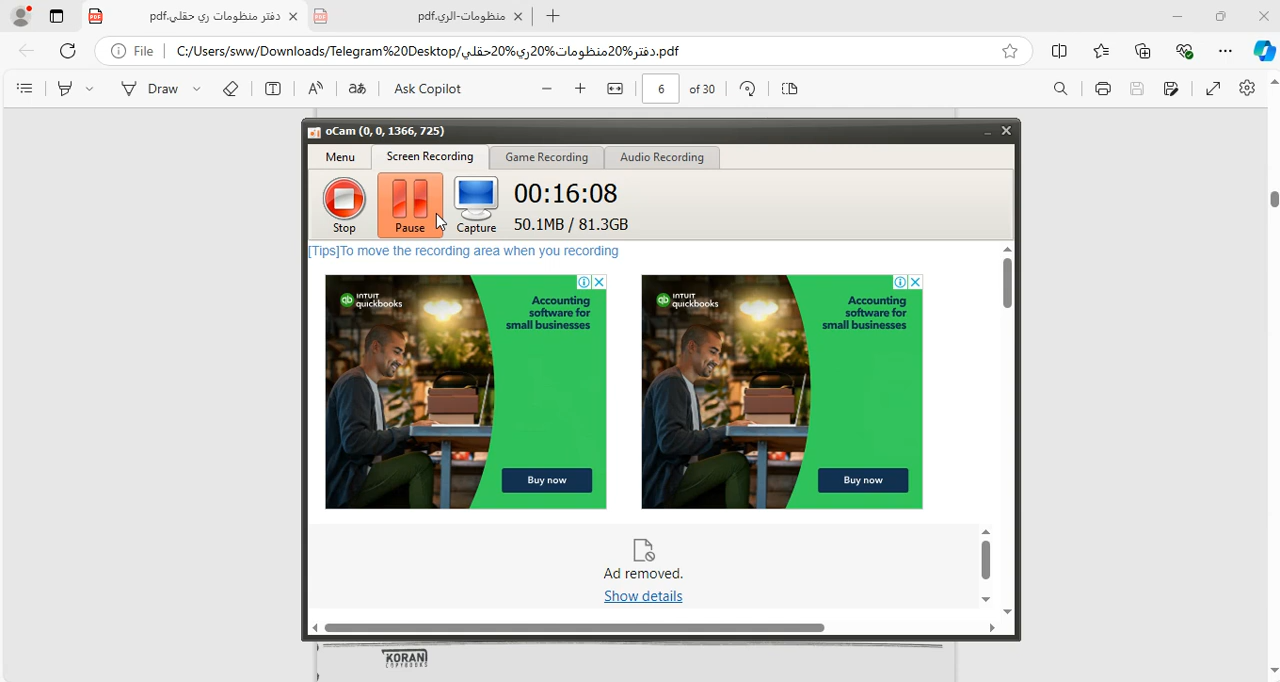 دفتر منظومات ري حقلي.pdf
منظومات-الري.pdf
File
C:/Users/sww/Downloads/Telegram%20Desktop/دفتر%20منظومات%20ري%20حقلي.pdf
Draw
aあ
Ask Copilot
6
of 30
oCam (0, 0, 1366, 725)
Menu
Screen Recording
Game Recording
Audio Recording
Stop
Pause
Capture
00:16:08
50.1MB / 81.3GB
[Tips]To move the recording area when you recording
INTUIT
quickbooks
Accounting
software for
small businesses
Buy now
INTUIT
quickbooks
Accounting
software for
small businesses
Buy now
Ad removed.
Show details
KORAN
COPYBOOKS